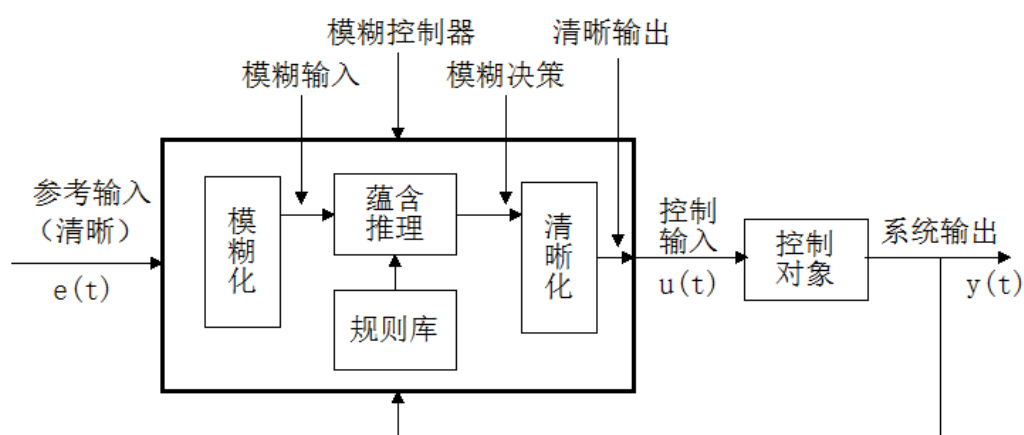 模糊控制器
清晰输出
模糊输入
模糊决策
参考输入
（清晰）
e(t)
模
糊
化
蕴含
推理
规则库
清
晰
化
控制
输入
u(t)
控制
对象
系统输出
y(t)